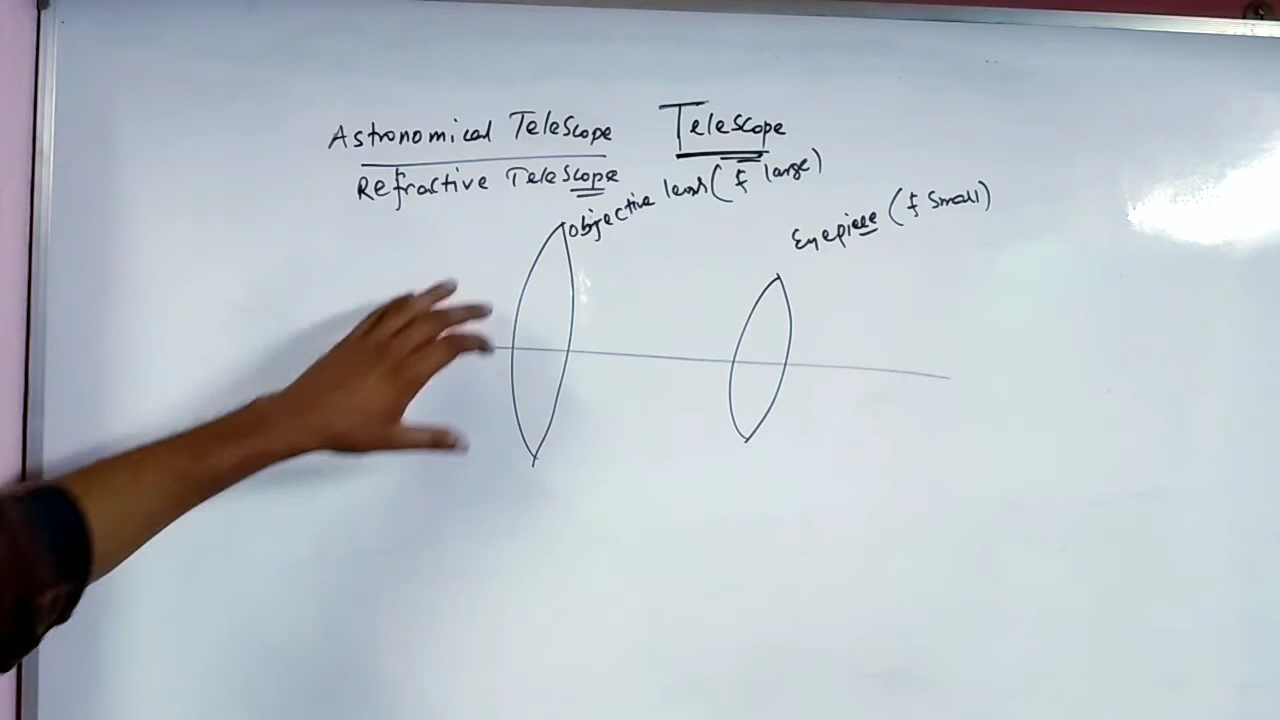 Astronomical Telescope
Telescope
Refractive Telescope
Objective lens (f large)
Eyepiece (f small)